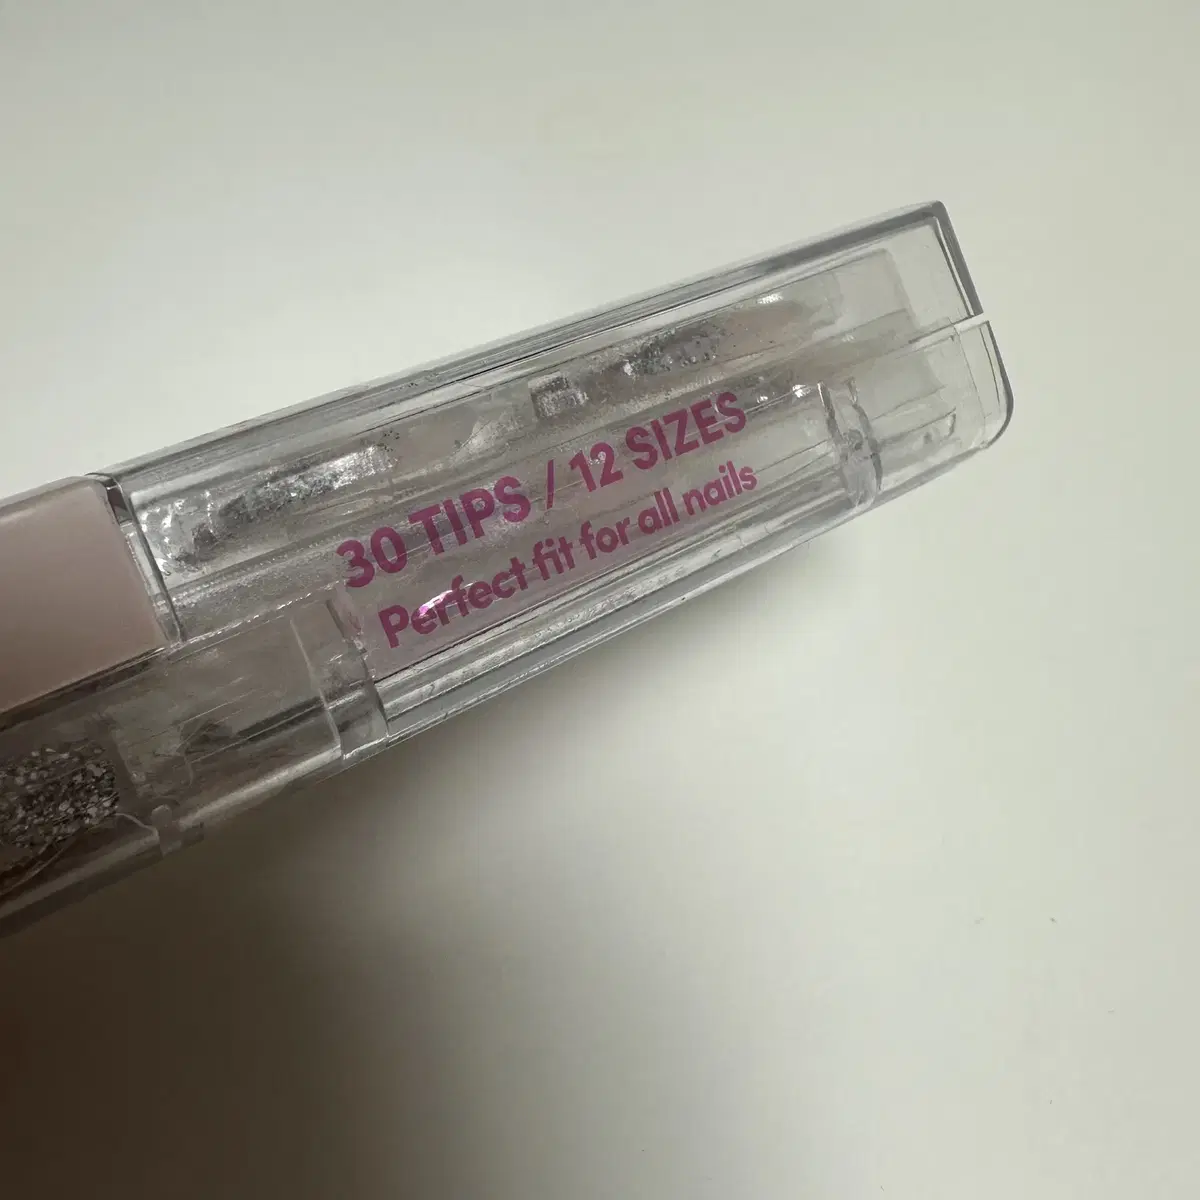 30 TIPS / 12 SIZES
Perfect fit for all nails